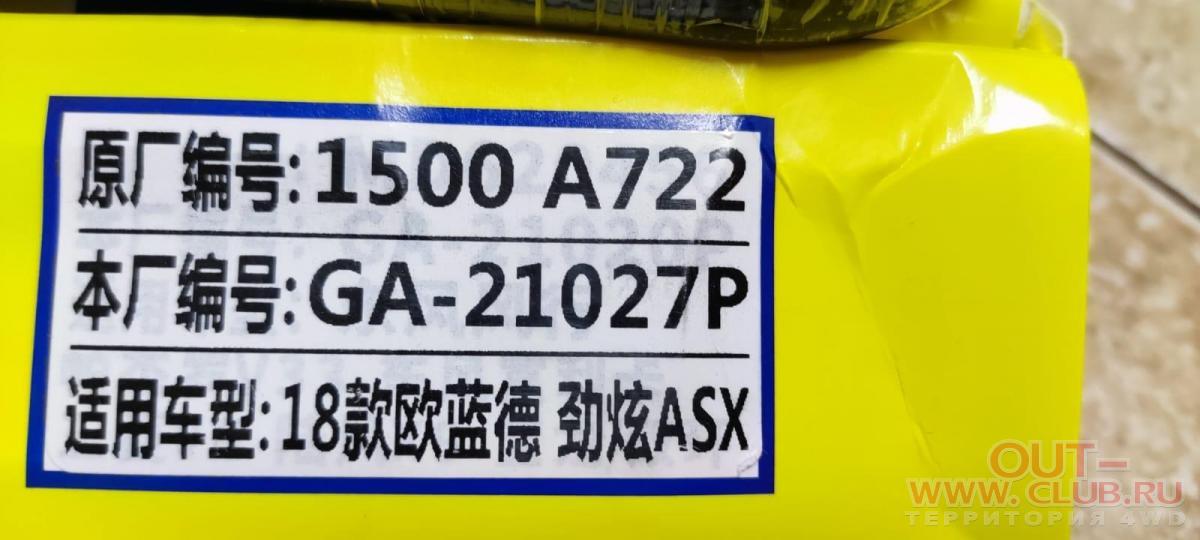 原厂编号: 1500 A722
本厂编号: GA-21027P
适用车型: 18款欧蓝德 劲炫ASX
OUT-
WWW.CLUB.RU
ТЕРРИТОРИЯ 4WD